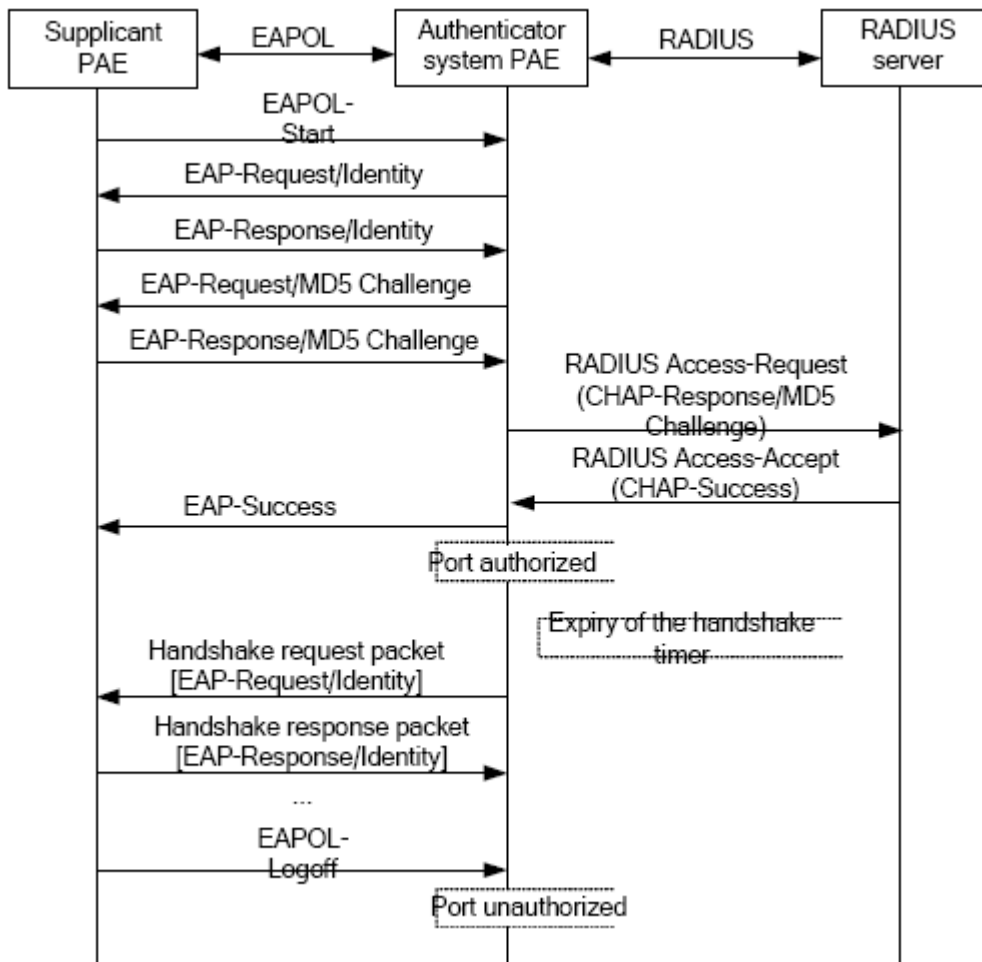 Supplicant
PAE
EAPOL
Authenticator
system PAE
RADIUS
RADIUS
server
EAPOL-
Start
EAP-Request/Identity
EAP-Response/Identity
EAP-Request/MD5 Challenge
EAP-Response/MD5 Challenge
RADIUS Access-Request
(CHAP-Response/MD5
Challenge)
RADIUS Access-Accept
(CHAP-Success)
EAP-Success
Port authorized
Expiry of the handshake
timer
Handshake request packet
[EAP-Request/Identity]
Handshake response packet
[EAP-Response/Identity]
...
EAPOL-
Logoff
Port unauthorized